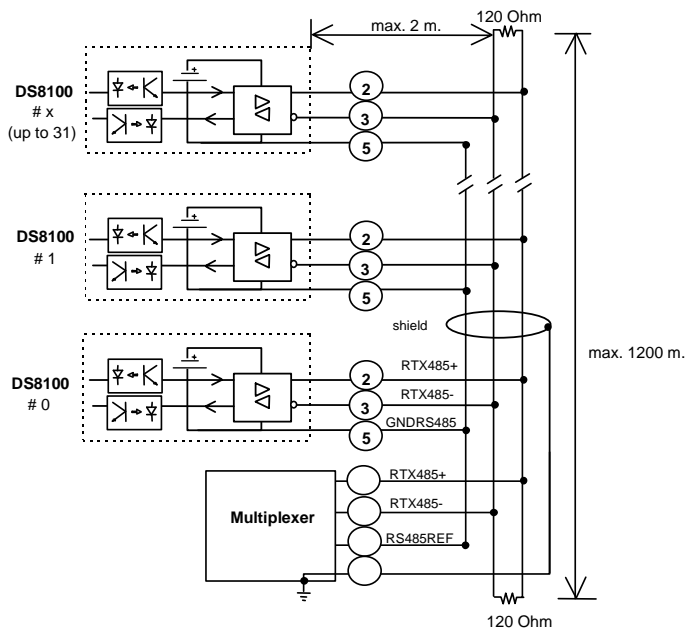 max. 2 m.
120 Ohm
DS8100
# x
(up to 31)
2
3
5
DS8100
# 1
2
3
5
shield
max. 1200 m.
DS8100
# 0
2
RTX485+
3
RTX485-
5
GNDRS485
Multiplexer
RTX485+
RTX485-
RS485REF
120 Ohm